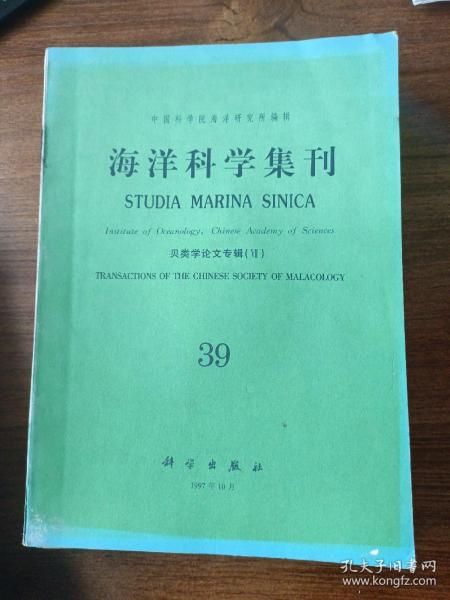 中国科学院海洋研究所编辑
海洋科学集刊
STUDIA MARINA SINICA
Institute of Oceanology, Chinese Academy of Sciences
贝类学论文专辑(Ⅶ)
TRANSACTIONS OF THE CHINESE SOCIETY OF MALACOLOGY
39
科学出版社
1997年10月
孔夫子旧书网
www.kongfz.com